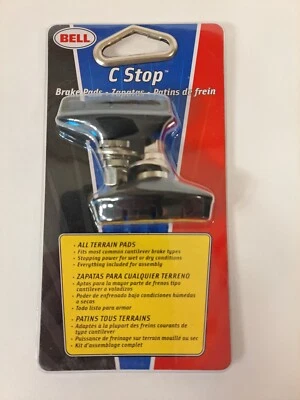 BELL
C Stop™
Brake Pads • Zapatas • Patins de frein
- ALL TERRAIN PADS
- Fits most common cantilever brake types
- Stopping power for wet or dry conditions
- Everything included for assembly
- ZAPATAS PARA CUALQUIER TERRENO
- Aptas para la mayor parte de frenos tipo
cantilever o voladizos
- Poder de enfrenado bajo condiciones húmedas
o secas
- Todo listo para armar
- PATINS TOUS TERRAINS
- Adaptés à la plupart des freins courants de
type cantilever
- Puissance de freinage sur terrain mouillé ou sec
- Kit d'assemblage complet